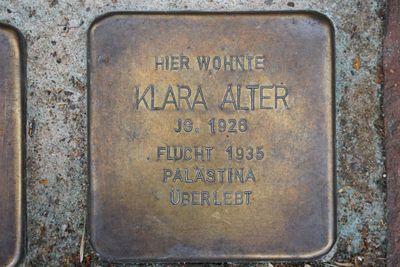 HIER WOHNTE
KLARA ALTER
JG. 1926
FLUCHT 1935
PALÄSTINA
ÜBERLEBT